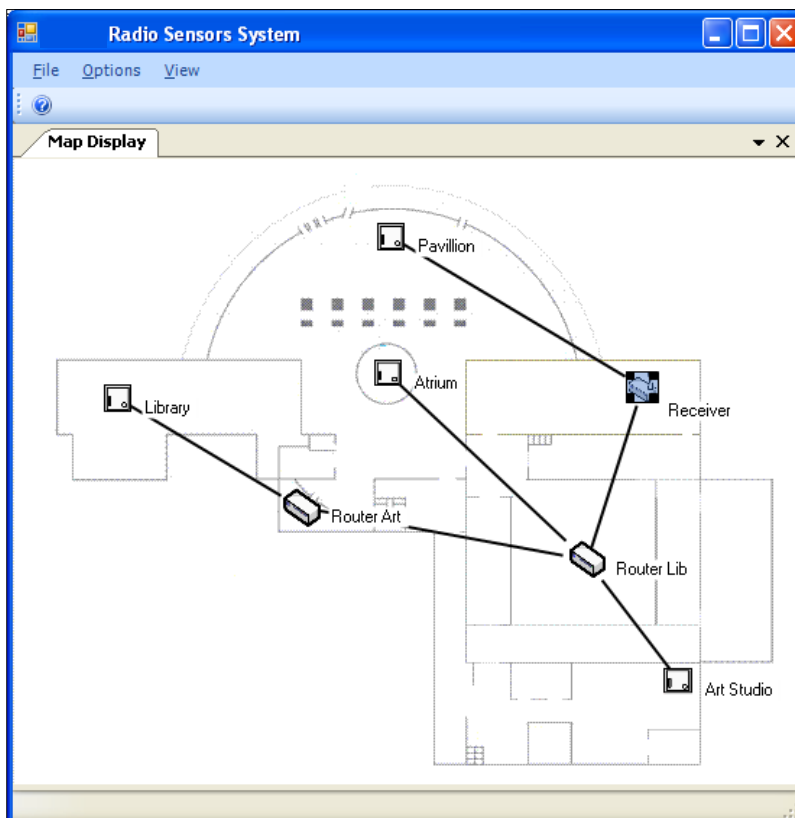 Radio Sensors System
File Options View
Map Display
Pavillion
Atrium
Library
Receiver
Router Art
Router Lib
Art Studio